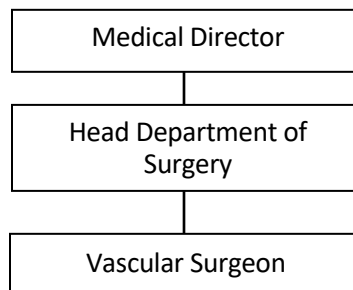 Medical Director
Head Department of
Surgery
Vascular Surgeon